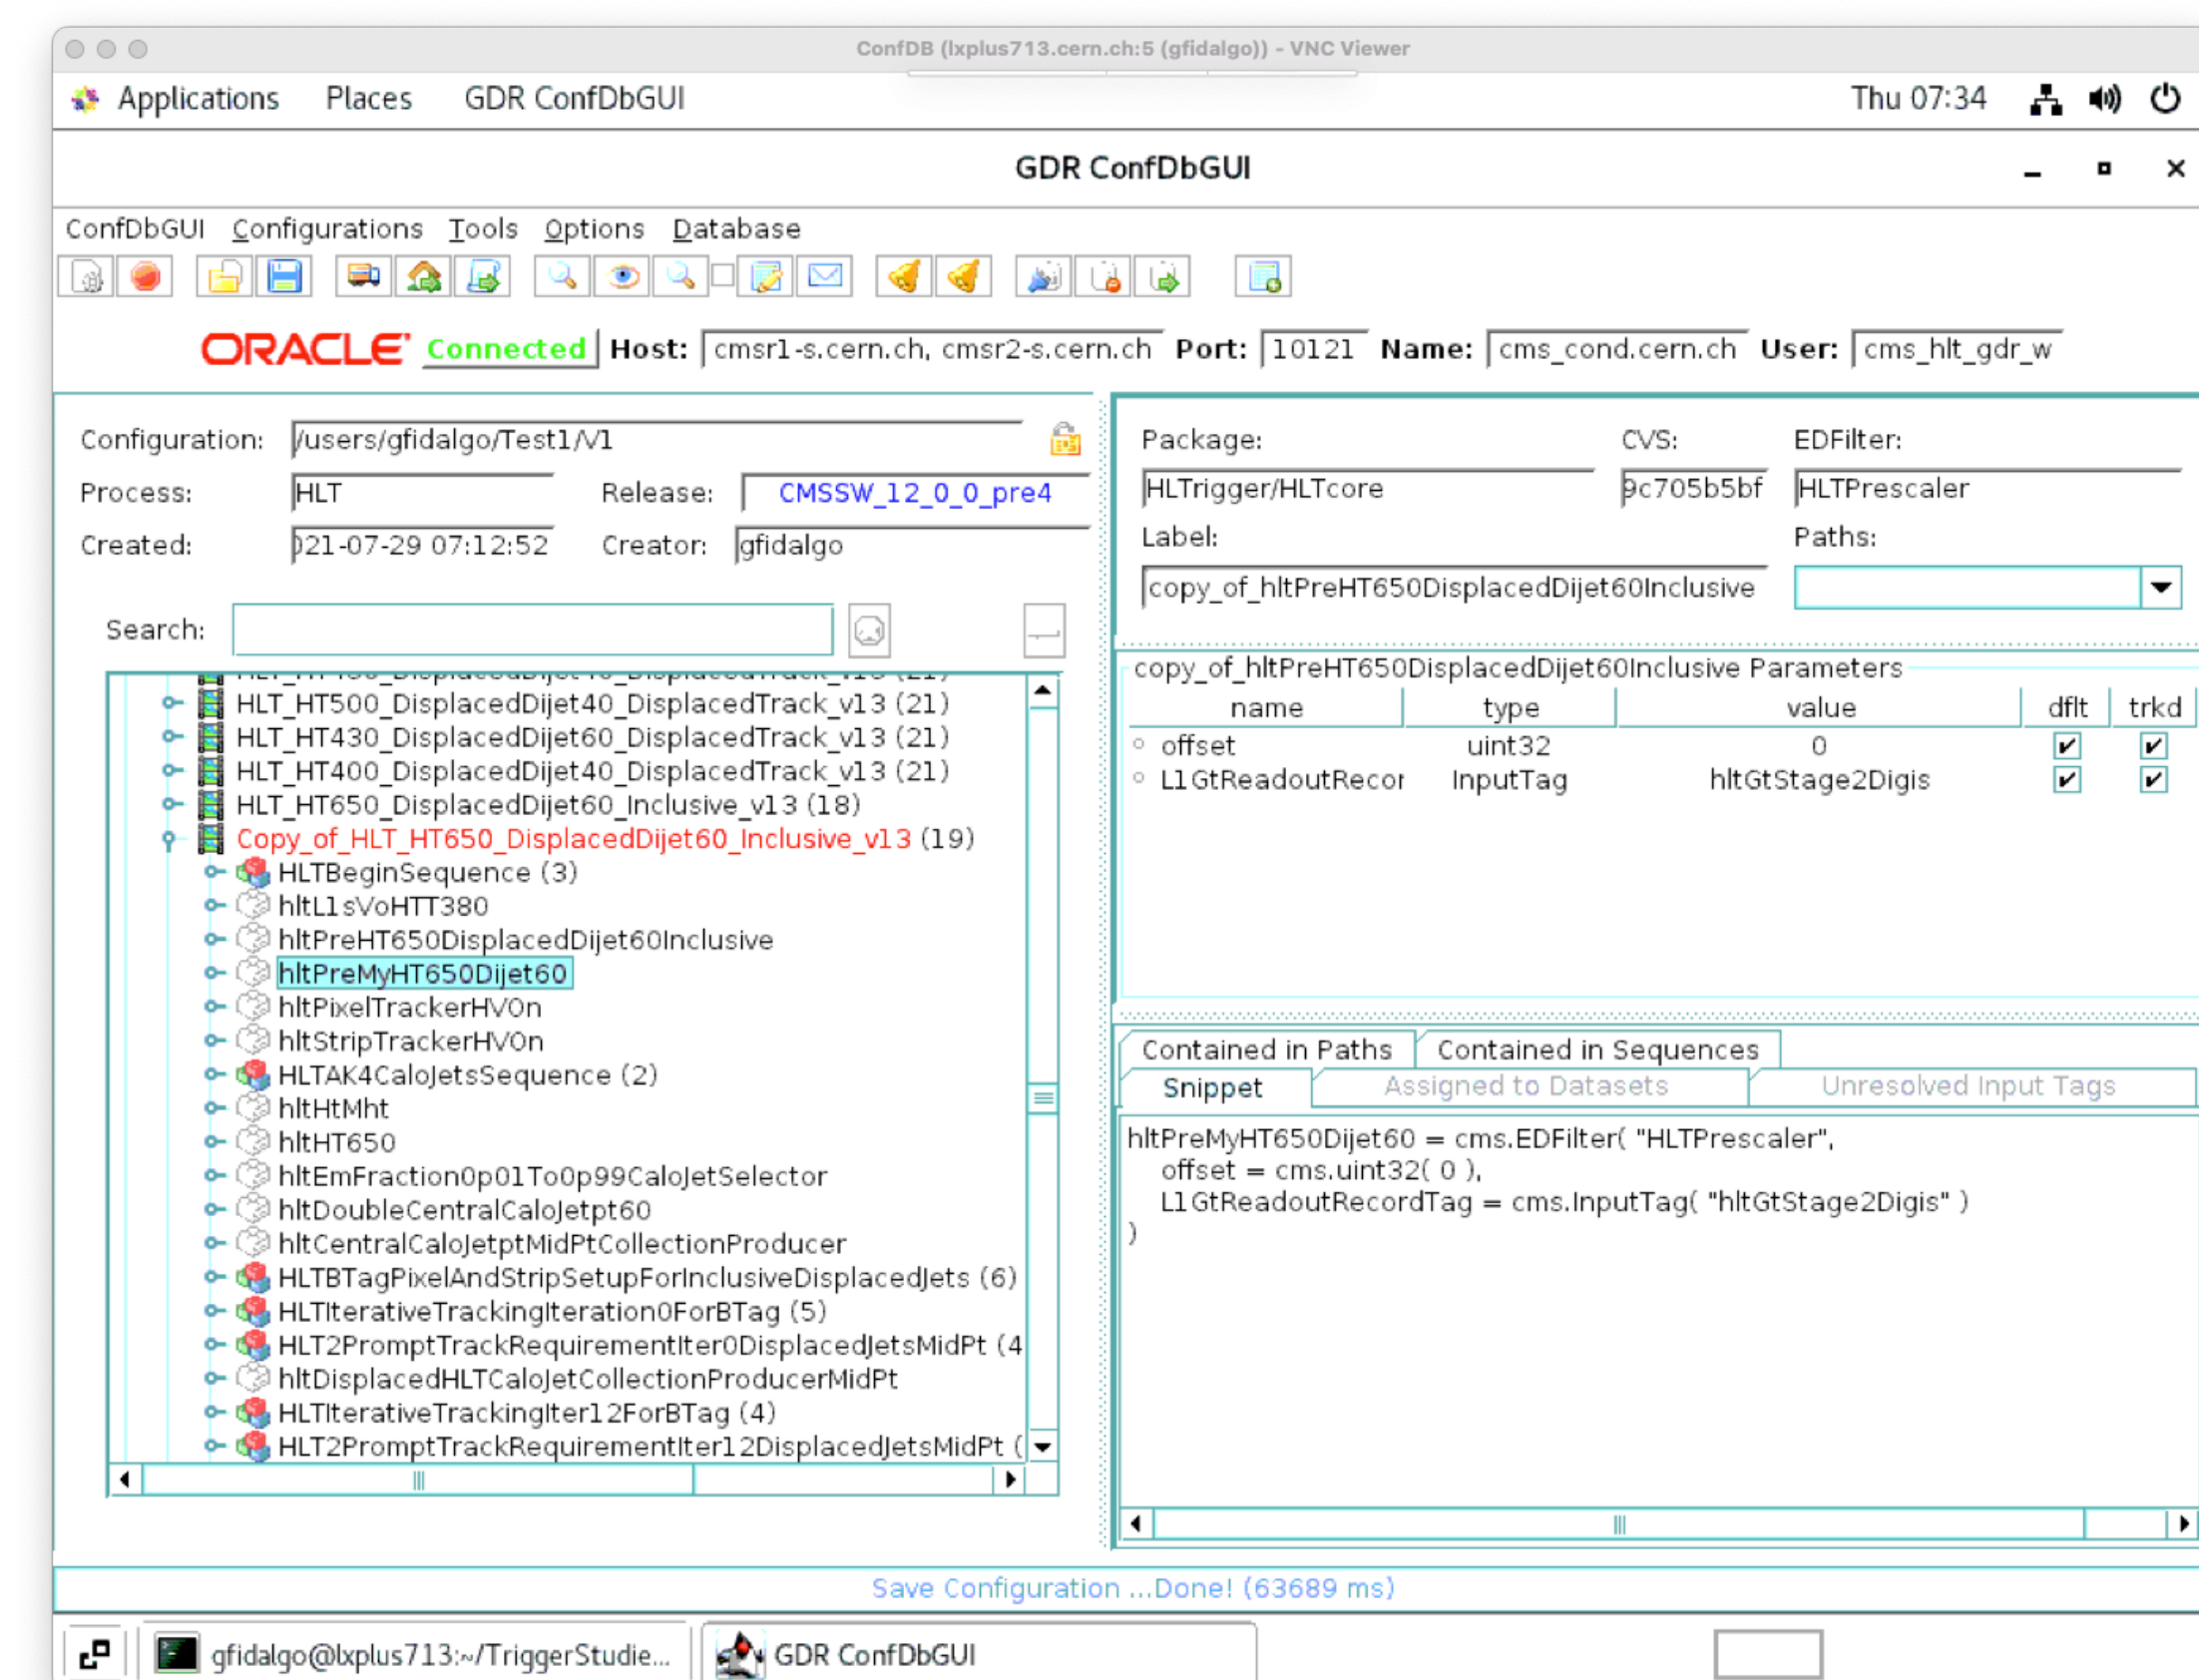 ConfDB (lxplus713.cern.ch:5 (gfidalgo)) - VNC Viewer
Applications Places GDR ConfDbGUI Thu 07:34
GDR ConfDbGUI
ConfDbGUI Configurations Tools Options Database
ORACLE Connected Host: cmsr1-s.cern.ch, cmsr2-s.cern.ch Port: 10121 Name: cms_cond.cern.ch User: cms_hlt_gdr_w
Configuration: /users/gfidalgo/Test1/V1
Process: HLT Release: CMSSW_12_0_0_pre4
Created: 021-07-29 07:12:52 Creator: gfidalgo
Search:
HLT_HT500_DisplacedDijet40_DisplacedTrack_v13 (21)
HLT_HT430_DisplacedDijet60_DisplacedTrack_v13 (21)
HLT_HT400_DisplacedDijet40_DisplacedTrack_v13 (21)
HLT_HT650_DisplacedDijet60_Inclusive_v13 (18)
Copy_of_HLT_HT650_DisplacedDijet60_Inclusive_v13 (19)
HLTBeginSequence (3)
hltL1sVoHTT380
hltPreHT650DisplacedDijet60Inclusive
hltPreMyHT650Dijet60
hltPixelTrackerHVOn
hltStripTrackerHVOn
HLTAK4CaloJetsSequence (2)
hltHtMht
hltHT650
hltEmFraction0p01To0p99CaloJetSelector
hltDoubleCentralCaloJetpt60
hltCentralCaloJetptMidPtCollectionProducer
HLTBTagPixelAndStripSetupForInclusiveDisplacedJets (6)
HLTIterativeTrackingIteration0ForBTag (5)
HLT2PromptTrackRequirementIter0DisplacedJetsMidPt (4
hltDisplacedHLTCaloJetCollectionProducerMidPt
HLTIterativeTrackingIter12ForBTag (4)
HLT2PromptTrackRequirementIter12DisplacedJetsMidPt (
Package: CVS: EDFilter:
HLTrigger/HLTcore 9c705b5bf HLTPrescaler
Label: Paths:
copy_of_hltPreHT650DisplacedDijet60Inclusive
copy_of_hltPreHT650DisplacedDijet60Inclusive Parameters
name type value dflt trkd
offset uint32 0
L1GtReadoutRecor InputTag hltGtStage2Digis
Contained in Paths Contained in Sequences
Snippet Assigned to Datasets Unresolved Input Tags
hltPreMyHT650Dijet60 = cms.EDFilter( "HLTPrescaler",
offset = cms.uint32( 0 ),
L1GtReadoutRecordTag = cms.InputTag( "hltGtStage2Digis" )
)
Save Configuration ...Done! (63689 ms)
gfidalgo@lxplus713:~/TriggerStudie... GDR ConfDbGUI